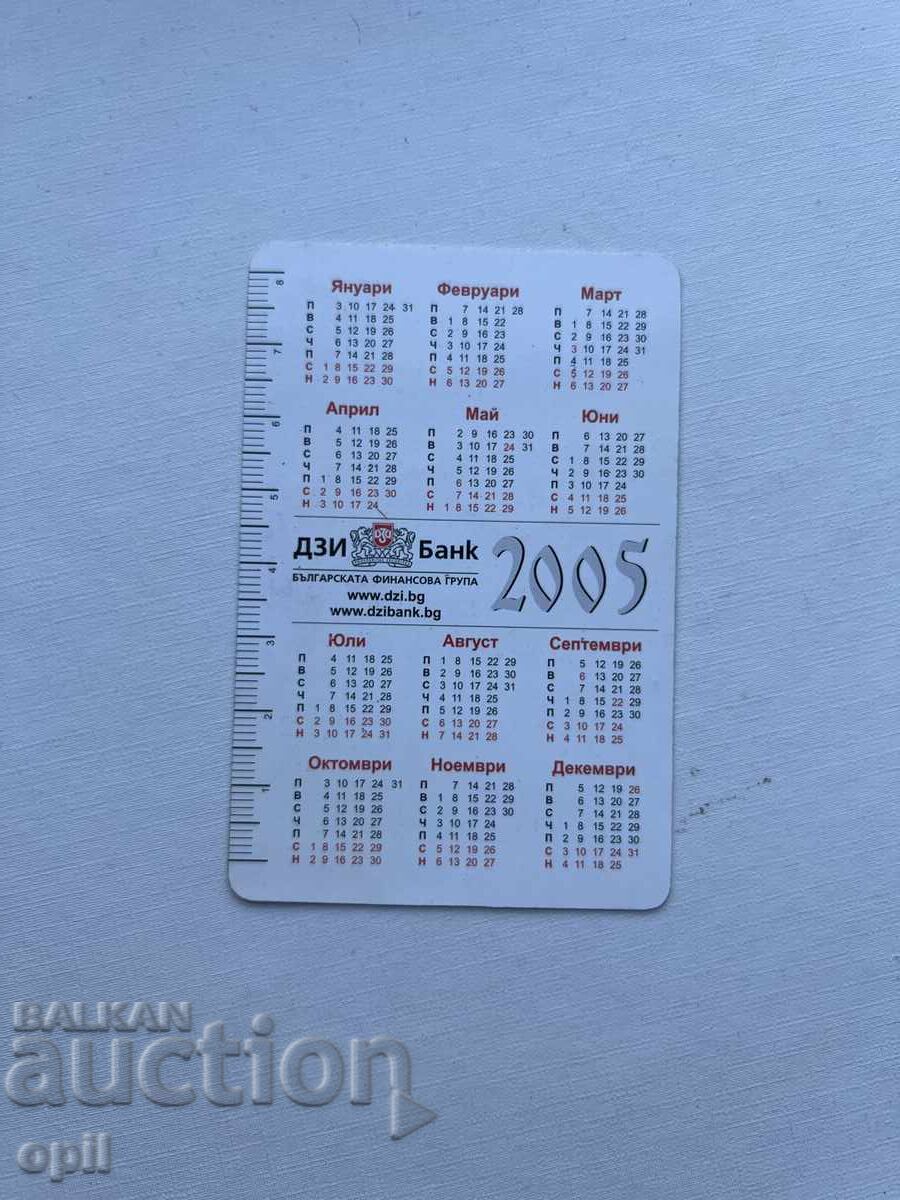 8
7
6
5
3
2
1
Януари Февруари Март
П 3 10 17 24 31
В 4 11 18 25
С 5 12 19 26
Ч 6 13 20 27
П 7 14 21 28
С 1 8 15 22 29
Н 2 9 16 23 30
П 7 14 21 28
В 1 8 15 22
С 2 9 16 23
Ч 3 10 17 24
П 4 11 18 25
С 5 12 19 26
Н 6 13 20 27
П 7 14 21 28
В 1 8 15 22 29
С 2 9 16 23 30
Ч 3 10 17 24 31
П 4 11 18 25
С 5 12 19 26
Н 6 13 20 27
Април Май Юни
П 4 11 18 25
В 5 12 19 26
С 6 13 20 27
Ч 7 14 21 28
П 1 8 15 22 29
С 2 9 16 23 30
Н 3 10 17 24
П 2 9 16 23 30
В 3 10 17 24 31
С 4 11 18 25
Ч 5 12 19 26
П 6 13 20 27
С 7 14 21 28
Н 1 8 15 22 29
П 6 13 20 27
В 7 14 21 28
С 1 8 15 22 29
Ч 2 9 16 23 30
П 3 10 17 24
С 4 11 18 25
Н 5 12 19 26
ДЗИ Банк 2005
БЪЛГАРСКАТА ФИНАНСОВА ГРУПА
www.dzi.bg
www.dzibank.bg
Юли Август Септември
П 4 11 18 25
В 5 12 19 26
С 6 13 20 27
Ч 7 14 21 28
П 1 8 15 22 29
С 2 9 16 23 30
Н 3 10 17 24 31
П 1 8 15 22 29
В 2 9 16 23 30
С 3 10 17 24 31
Ч 4 11 18 25
П 5 12 19 26
С 6 13 20 27
Н 7 14 21 28
П 5 12 19 26
В 6 13 20 27
С 7 14 21 28
Ч 1 8 15 22 29
П 2 9 16 23 30
С 3 10 17 24
Н 4 11 18 25
Октомври Ноември Декември
П 3 10 17 24 31
В 4 11 18 25
С 5 12 19 26
Ч 6 13 20 27
П 7 14 21 28
С 1 8 15 22 29
Н 2 9 16 23 30
П 7 14 21 28
В 1 8 15 22 29
С 2 9 16 23 30
Ч 3 10 17 24
П 4 11 18 25
С 5 12 19 26
Н 6 13 20 27
П 5 12 19 26
В 6 13 20 27
С 7 14 21 28
Ч 1 8 15 22 29
П 2 9 16 23 30
С 3 10 17 24 31
Н 4 11 18 25
BALKAN
auction
opil